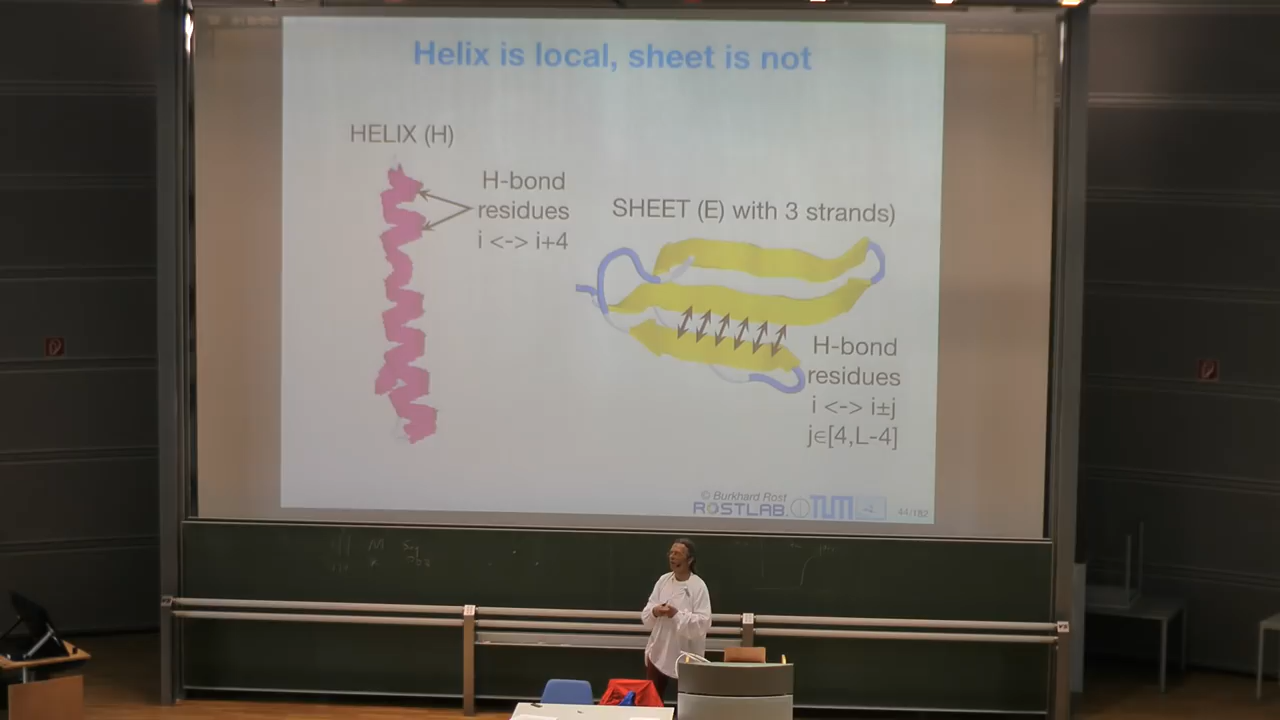 Helix is local, sheet is not
HELIX (H)
H-bond
residues
i <-> i+4
SHEET (E) with 3 strands)
H-bond
residues
i <-> i±j
j∈[4,L-4]
© Burkhard Rost
ROSTLAB
TUM
44/182